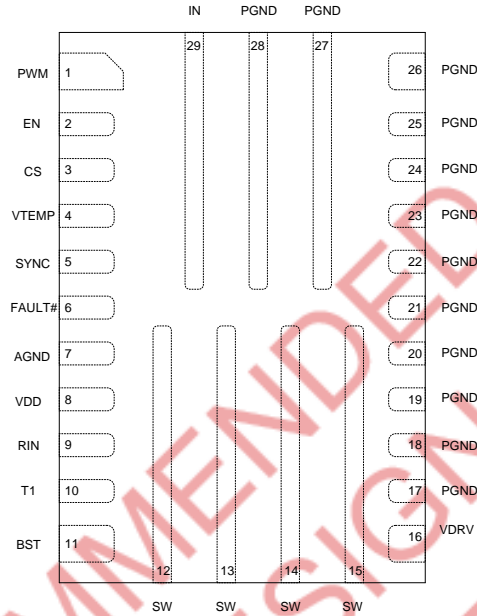 IN PGND PGND
29 28 27
PWM 1 26 PGND
EN 2 25 PGND
CS 3 24 PGND
VTEMP 4 23 PGND
SYNC 5 22 PGND
FAULT# 6 21 PGND
AGND 7 20 PGND
VDD 8 19 PGND
RIN 9 18 PGND
T1 10 17 PGND
BST 11 16 VDRV
12 13 14 15
SW SW SW SW